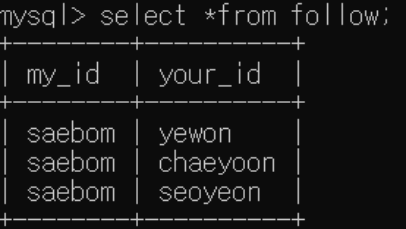 mysql> select *from follow;
+--------+----------+
| my_id  | your_id  |
+--------+----------+
| saebom | yewon    |
| saebom | chaeyoon |
| saebom | seoyeon  |
+--------+----------+